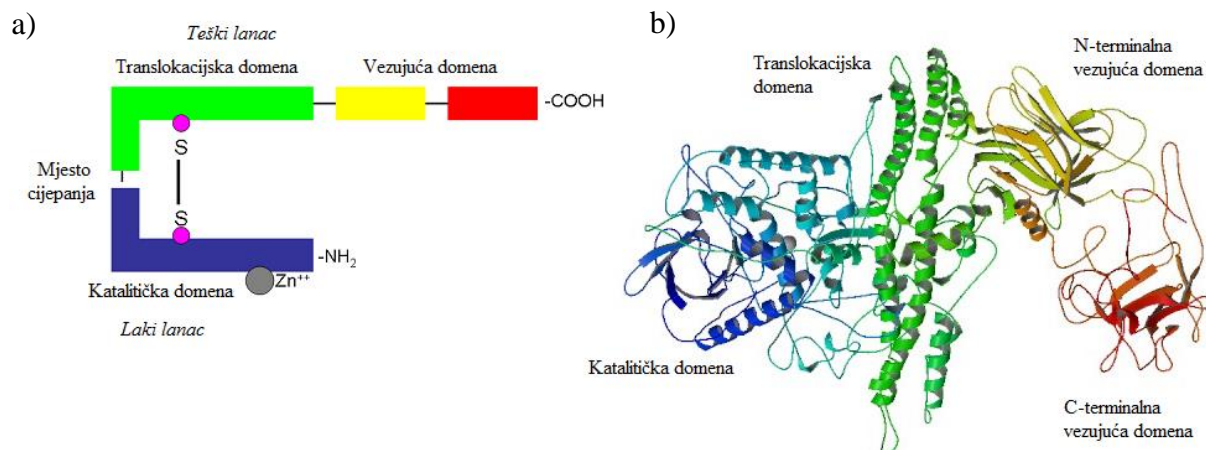 a)
Teški lanac
Translokacijska domena
Vezujuća domena
-COOH
S
Mjesto
cijepanja
S
-NH₂
Katalitička domena
Zn⁺⁺
Laki lanac
b)
Translokacijska
domena
N-terminalna
vezujuća domena
Katalitička domena
C-terminalna
vezujuća domena